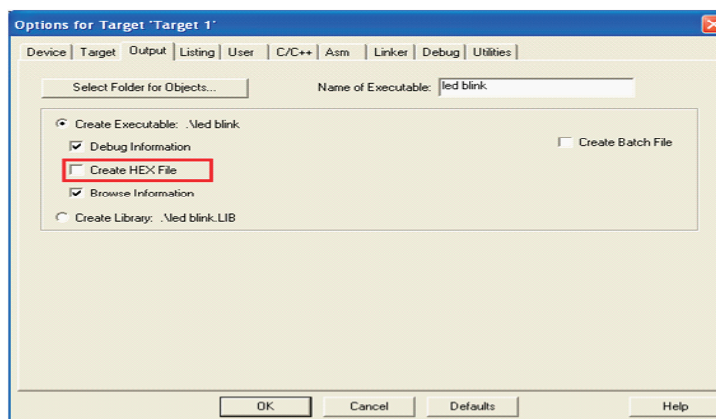 Options for Target 'Target 1'
Device Target Output Listing User C/C++ Asm Linker Debug Utilities
Select Folder for Objects... Name of Executable: led blink
Create Executable: .\led blink
Debug Information Create Batch File
Create HEX File
Browse Information
Create Library: .\led blink.LIB
OK Cancel Defaults Help